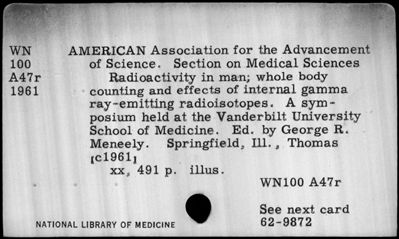 WN
100
A47r
1961
AMERICAN Association for the Advancement
of Science. Section on Medical Sciences
Radioactivity in man; whole body
counting and effects of internal gamma
ray-emitting radioisotopes. A sym-
posium held at the Vanderbilt University
School of Medicine. Ed. by George R.
Meneely. Springfield, Ill., Thomas
[c1961]
xx, 491 p. illus.
WN100 A47r
See next card
62-9872
NATIONAL LIBRARY OF MEDICINE